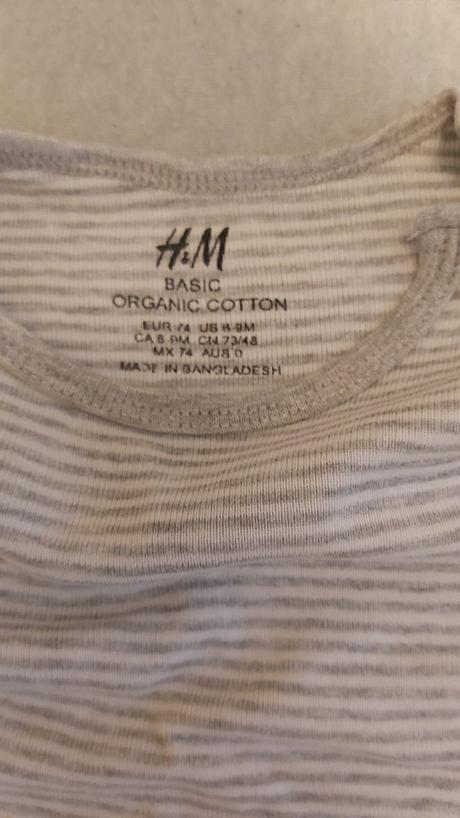 H&M
BASIC
ORGANIC COTTON
EUR 74 US 6-9M
CA 6-9M CN 73/48
MX 74 AUS 0
MADE IN BANGLADESH